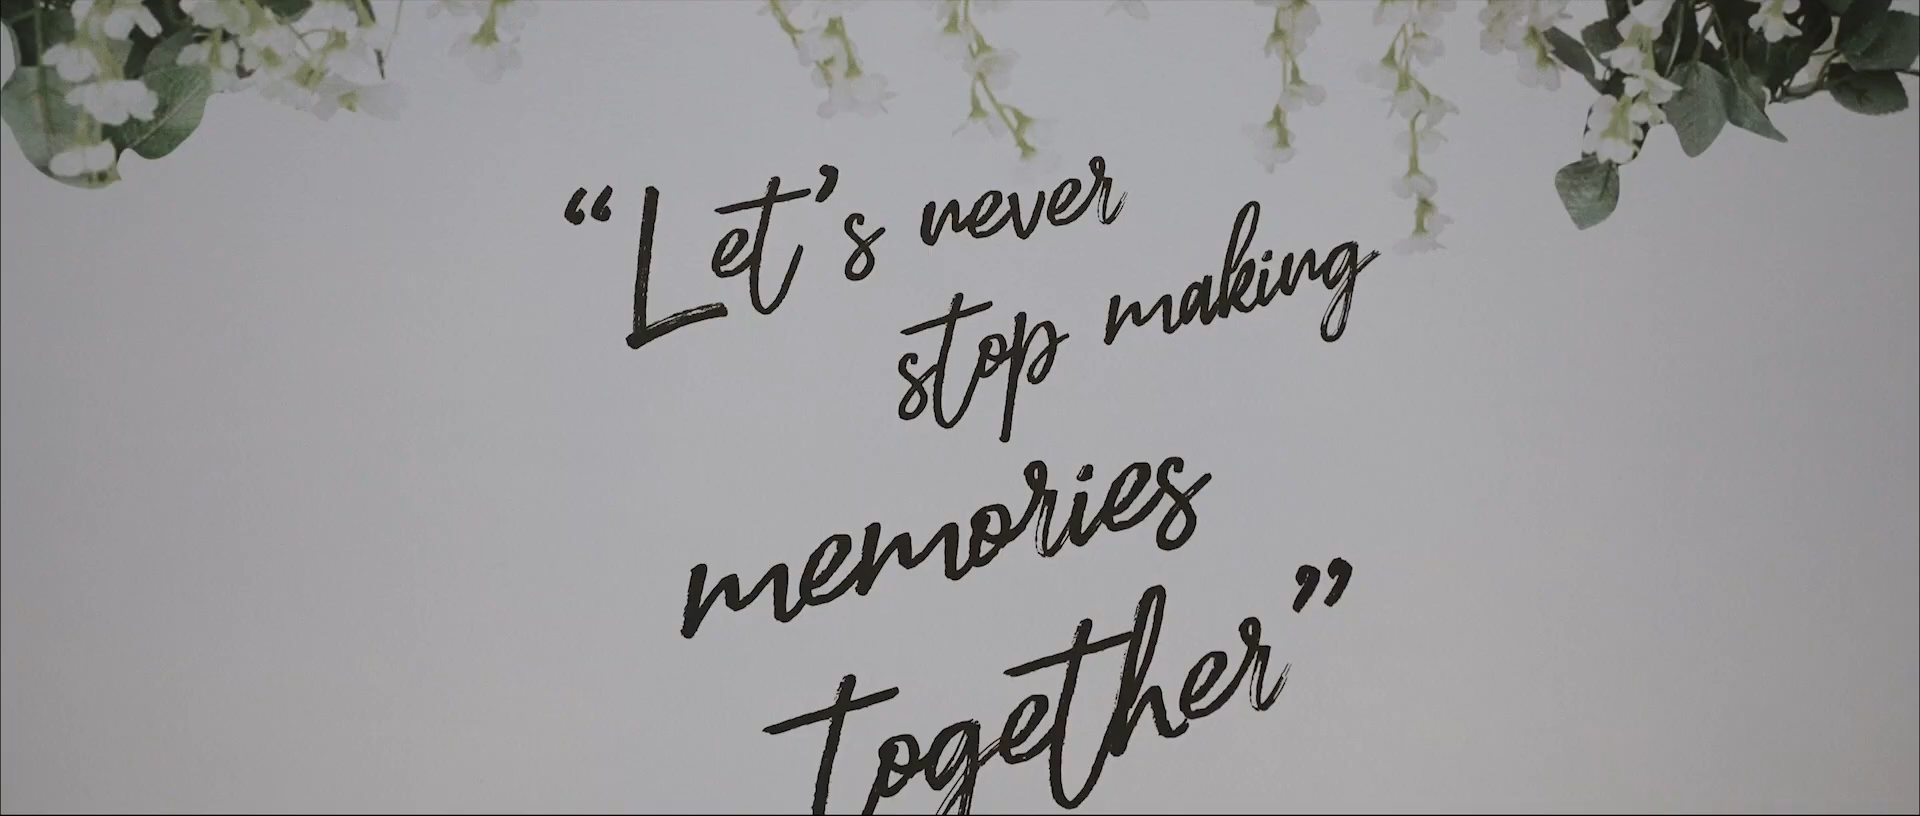 “Let’s never
stop making
memories
together”